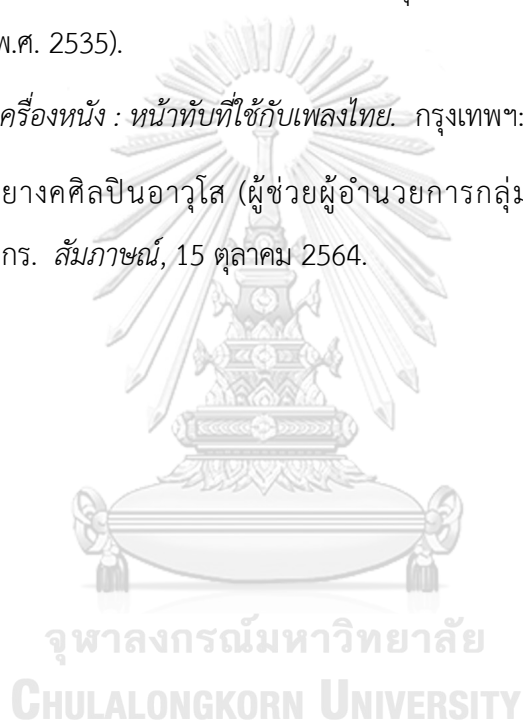 พ.ศ. 2535).
ครื่องหนัง : หน้าทับที่ใช้กับเพลงไทย. กรุงเทพฯ:
ยางคศิลปินอาวุโส (ผู้ช่วยผู้อำนวยการกลุ่ม
กร. สัมภาษณ์, 15 ตุลาคม 2564.
จุฬาลงกรณ์มหาวิทยาลัย
CHULALONGKORN UNIVERSITY